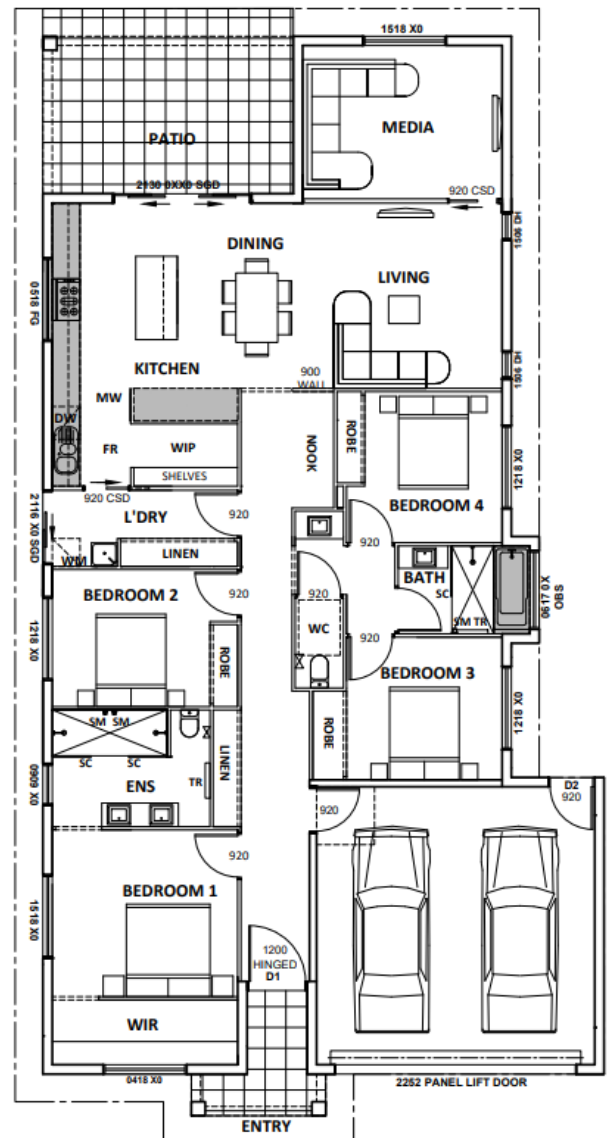 1518 X0
MEDIA
PATIO
2130 0XX0 SGD
920 CSD
1506 DH
DINING
LIVING
0518 FG
KITCHEN
900
WALL
1506 DH
MW
DW
FR
WIP
NOOK
ROBE
SHELVES
1218 X0
BEDROOM 4
920 CSD
L'DRY
920
2116 X0 SGD
WM
LINEN
920
BATH
SC
0617 0X
OBS
BEDROOM 2
920
920
WC
SM TR
1218 X0
ROBE
920
BEDROOM 3
ROBE
1218 X0
SM SM
SC SC
TR
LINEN
ENS
0909 X0
D2
920
920
920
BEDROOM 1
1518 X0
1200
HINGED
D1
WIR
0418 X0
2252 PANEL LIFT DOOR
ENTRY